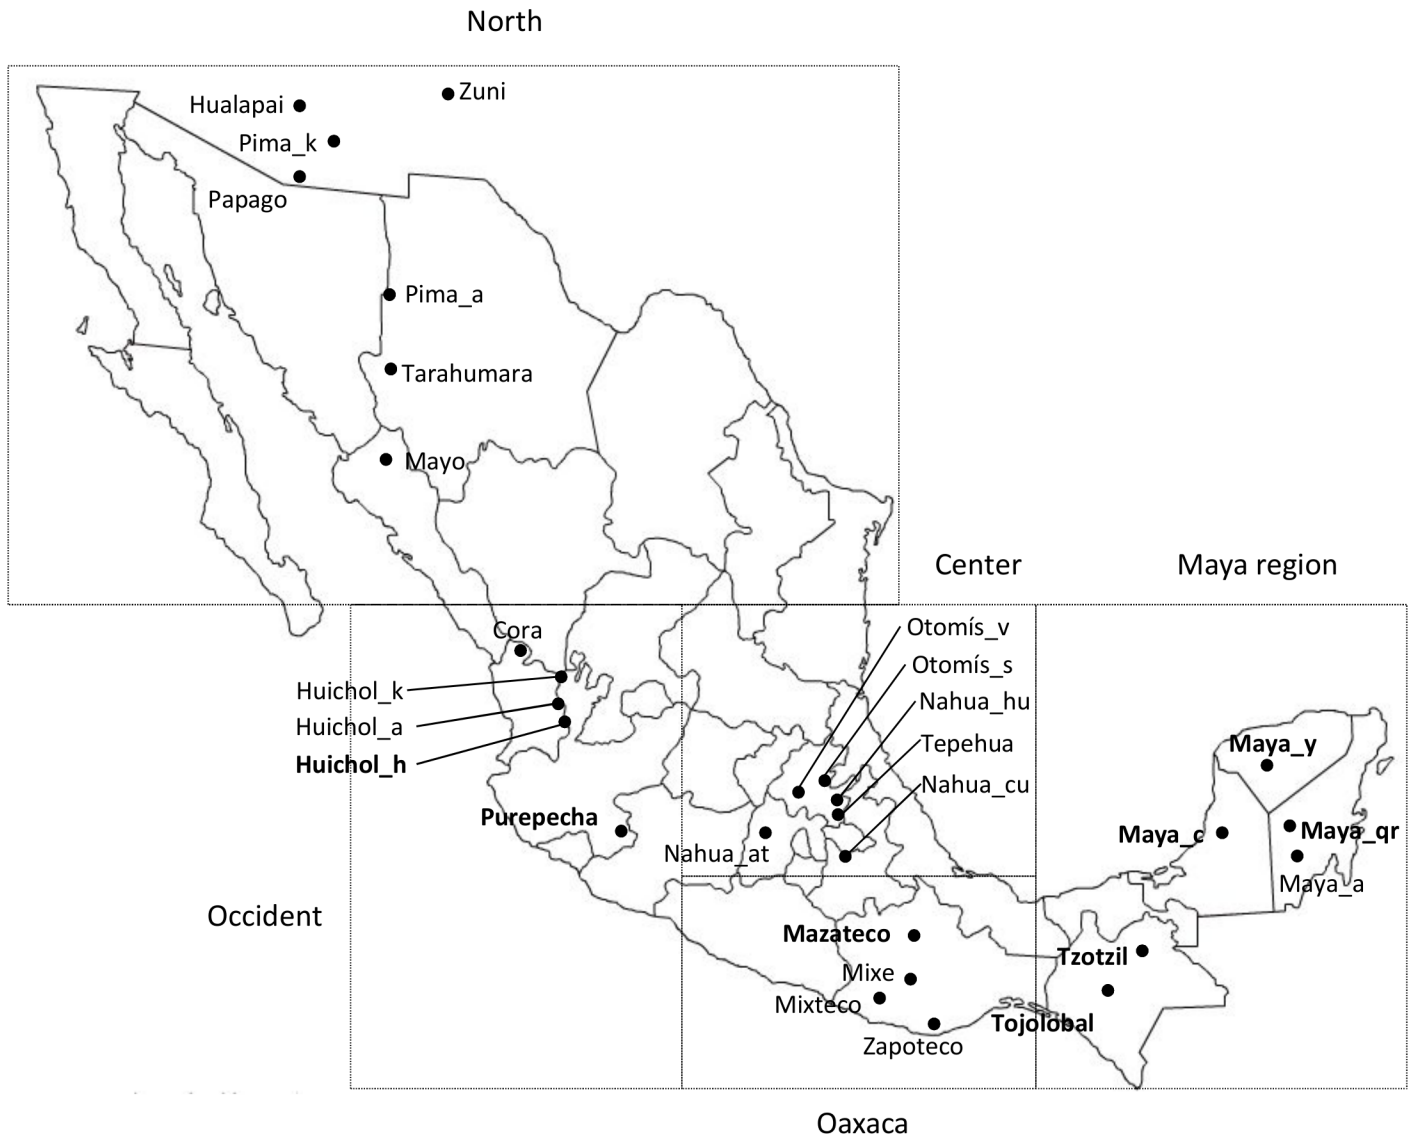 North
Zuni
Hualapai
Pima_k
Papago
Pima_a
Tarahumara
Mayo
Center
Maya region
Cora
Otomís_v
Otomís_s
Huichol_k
Nahua_hu
Huichol_a
Tepehua
Maya_y
Huichol_h
Nahua_cu
Purepecha
Maya_c
Maya_qr
Nahua_at
Maya_a
Occident
Mazateco
Tzotzil
Mixe
Mixteco
Tojolobal
Zapoteco
Oaxaca